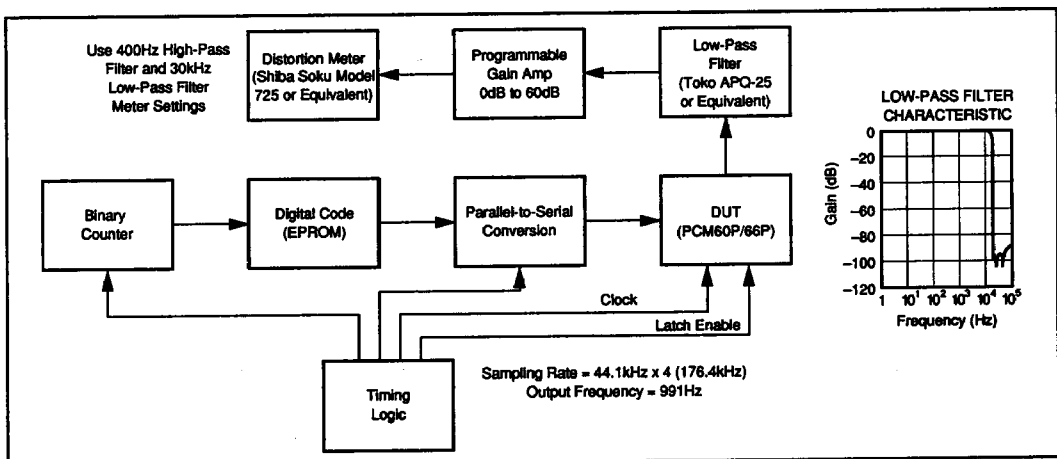 Use 400Hz High-Pass
Filter and 30kHz
Low-Pass Filter
Meter Settings
Distortion Meter
(Shiba Soku Model
725 or Equivalent)
Programmable
Gain Amp
0dB to 60dB
Low-Pass
Filter
(Toko APQ-25
or Equivalent)
LOW-PASS FILTER
CHARACTERISTIC
Gain (dB)
0
−20
−40
−60
−80
−100
−120
1 10¹ 10² 10³ 10⁴ 10⁵
Frequency (Hz)
Binary
Counter
Digital Code
(EPROM)
Parallel-to-Serial
Conversion
DUT
(PCM60P/66P)
Clock
Latch Enable
Timing
Logic
Sampling Rate = 44.1kHz x 4 (176.4kHz)
Output Frequency = 991Hz